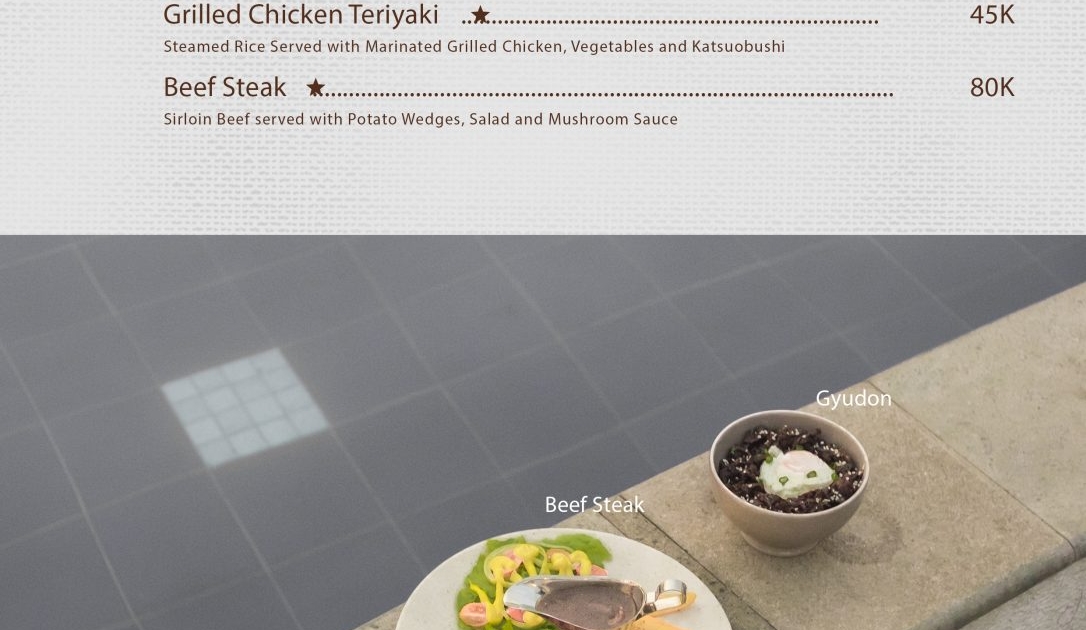 Grilled Chicken Teriyaki ★ 45K
Steamed Rice Served with Marinated Grilled Chicken, Vegetables and Katsuobushi
Beef Steak ★ 80K
Sirloin Beef served with Potato Wedges, Salad and Mushroom Sauce
Gyudon
Beef Steak